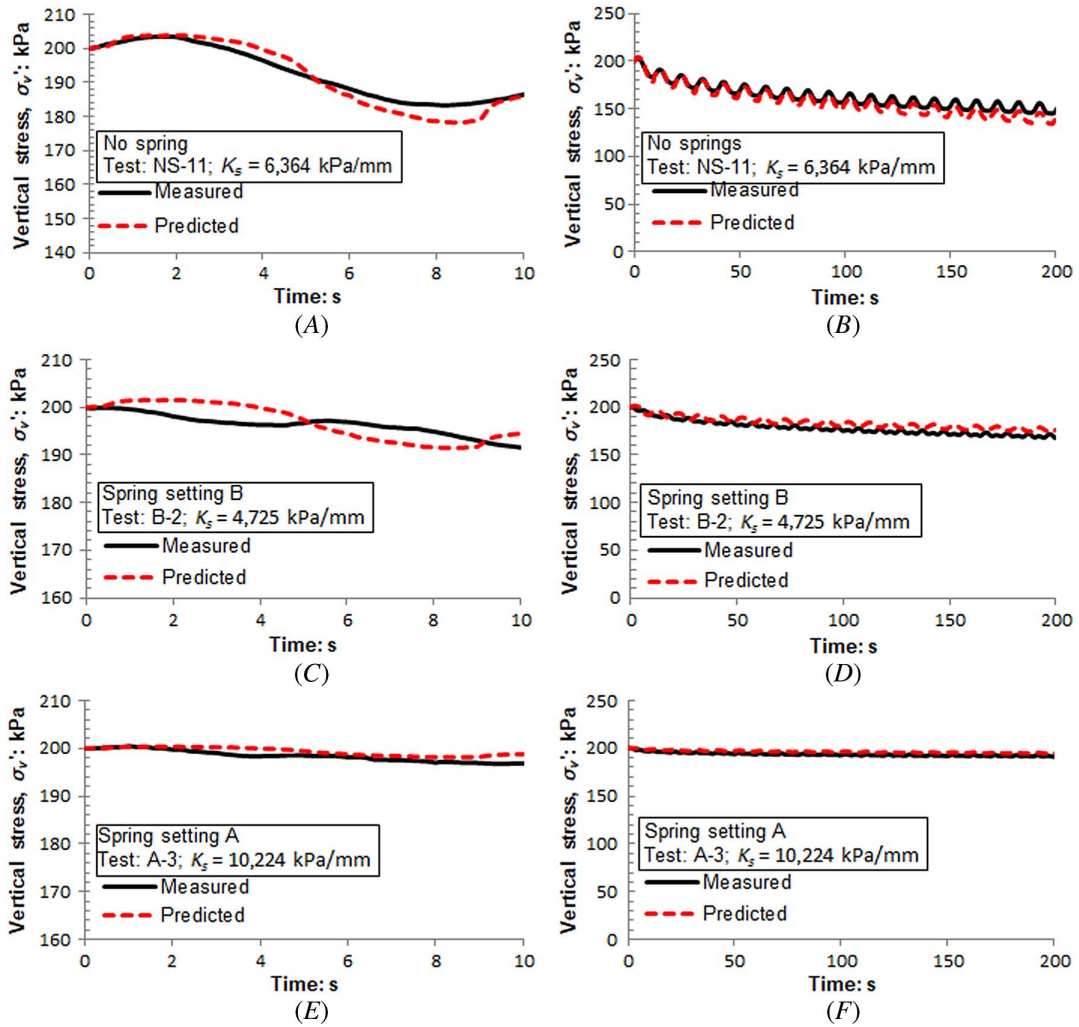 Vertical stress, σv': kPa
210
200
190
180
170
160
150
140
No spring
Test: NS-11; Ks = 6,364 kPa/mm
Measured
Predicted
0 2 4 6 8 10
Time: s
(A)
Vertical stress, σv': kPa
250
200
150
100
50
0
No springs
Test: NS-11; Ks = 6,364 kPa/mm
Measured
Predicted
0 50 100 150 200
Time: s
(B)
Vertical stress, σv': kPa
210
200
190
180
170
160
Spring setting B
Test: B-2; Ks = 4,725 kPa/mm
Measured
Predicted
0 2 4 6 8 10
Time: s
(C)
Vertical stress, σv': kPa
250
200
150
100
50
0
Spring setting B
Test: B-2; Ks = 4,725 kPa/mm
Measured
Predicted
0 50 100 150 200
Time: s
(D)
Vertical stress, σv': kPa
210
200
190
180
170
160
Spring setting A
Test: A-3; Ks = 10,224 kPa/mm
Measured
Predicted
0 2 4 6 8 10
Time: s
(E)
Vertical stress, σv': kPa
250
200
150
100
50
0
Spring setting A
Test: A-3; Ks = 10,224 kPa/mm
Measured
Predicted
0 50 100 150 200
Time: s
(F)